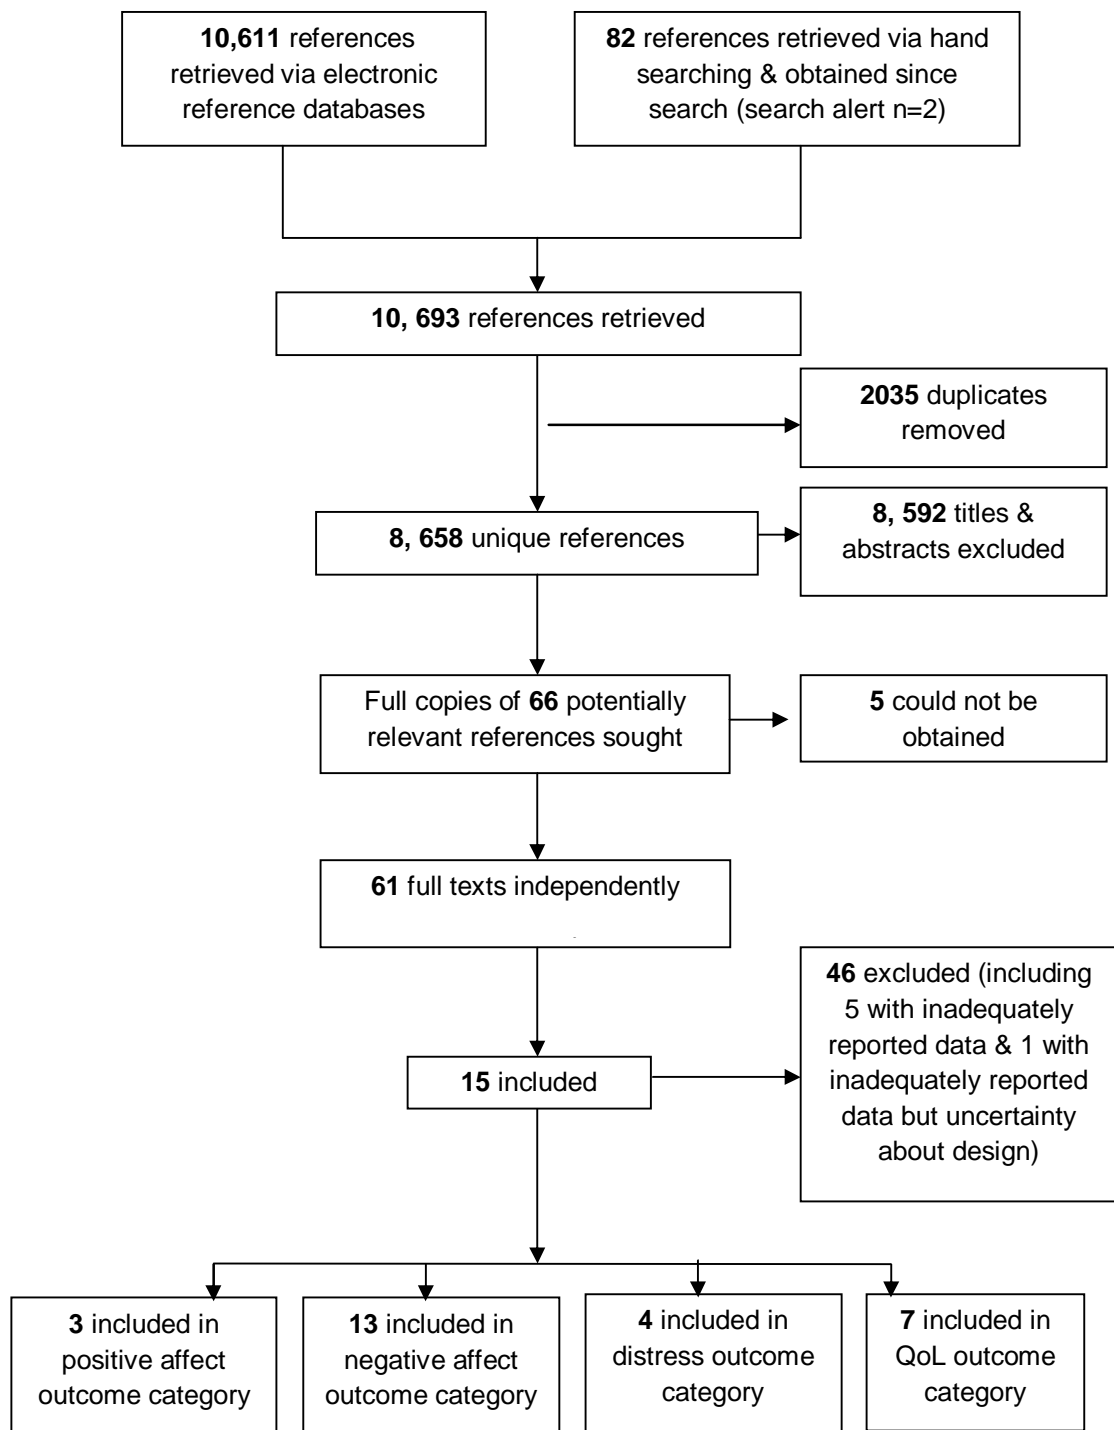 10,611 references
retrieved via electronic
reference databases
82 references retrieved via hand
searching & obtained since
search (search alert n=2)
10, 693 references retrieved
2035 duplicates
removed
8, 658 unique references
8, 592 titles &
abstracts excluded
Full copies of 66 potentially
relevant references sought
5 could not be
obtained
61 full texts independently
46 excluded (including
5 with inadequately
reported data & 1 with
inadequately reported
data but uncertainty
about design)
15 included
3 included in
positive affect
outcome category
13 included in
negative affect
outcome category
4 included in
distress outcome
category
7 included in
QoL outcome
category